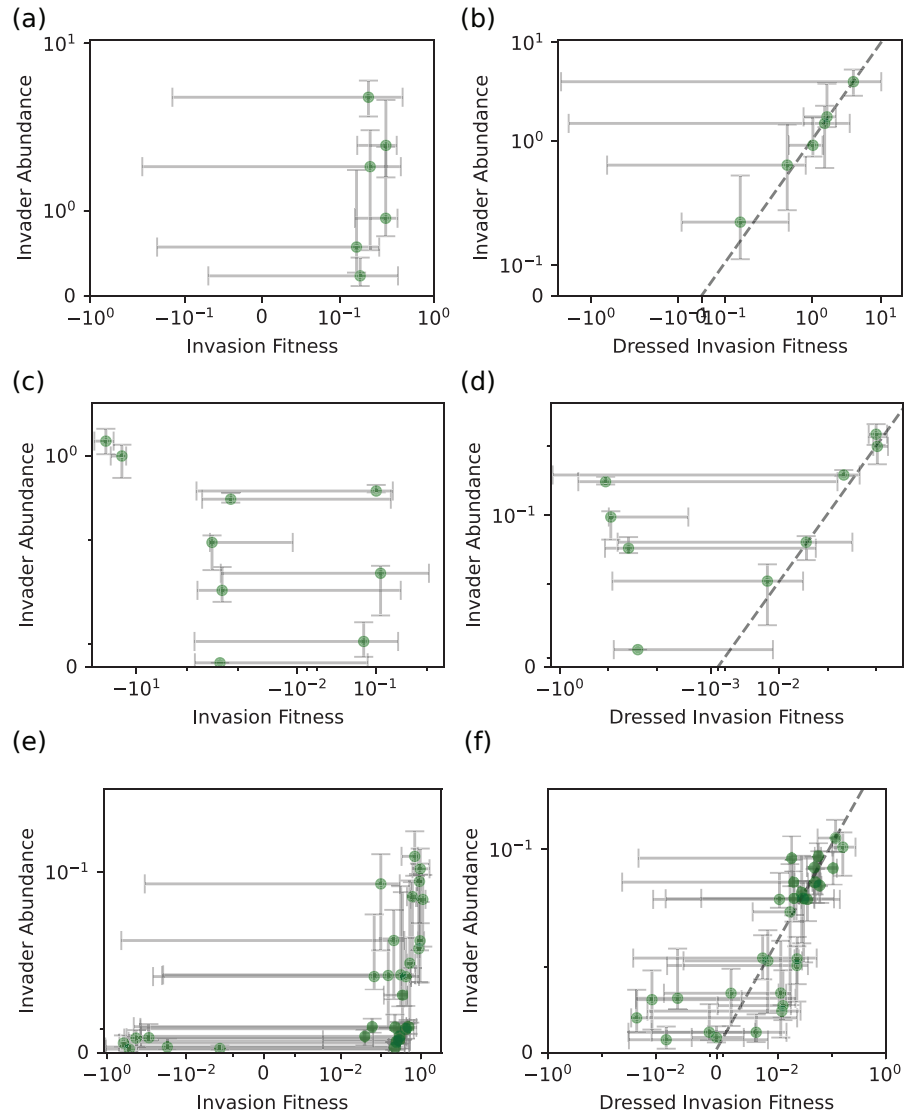 (a)
Invader Abundance
10¹
10⁰
0
−10⁰
−10⁻¹
0
10⁻¹
10⁰
Invasion Fitness
(b)
Invader Abundance
10¹
10⁰
10⁻¹
0
−10⁰
−10⁻¹
0
10⁻¹
10⁰
10¹
Dressed Invasion Fitness
(c)
Invader Abundance
10⁰
0
−10¹
−10⁻²
10⁻¹
Invasion Fitness
(d)
Invader Abundance
10⁻¹
0
−10⁰
−10⁻³
10⁻²
Dressed Invasion Fitness
(e)
Invader Abundance
10⁻¹
0
−10⁰
−10⁻²
0
10⁻²
10⁰
Invasion Fitness
(f)
Invader Abundance
10⁻¹
0
−10⁰
−10⁻²
0
10⁻²
10⁰
Dressed Invasion Fitness